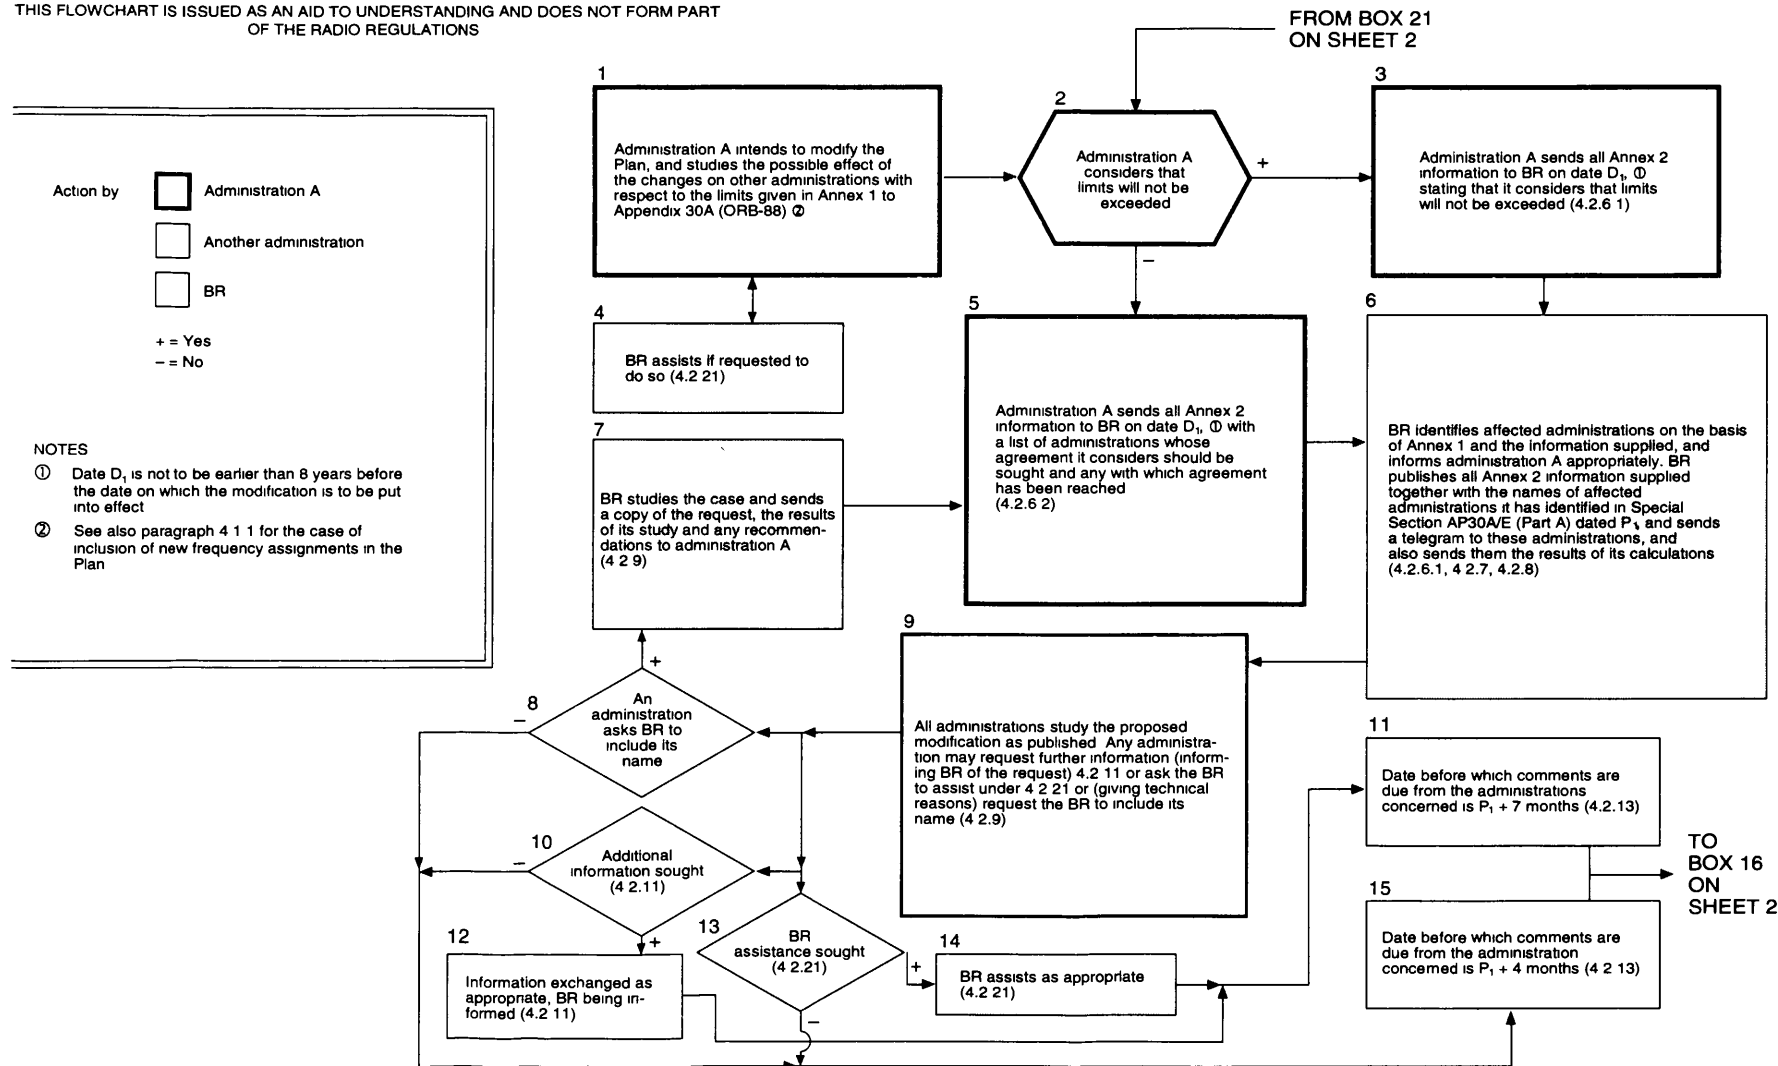 THIS FLOWCHART IS ISSUED AS AN AID TO UNDERSTANDING AND DOES NOT FORM PART
OF THE RADIO REGULATIONS
FROM BOX 21
ON SHEET 2
Action by
Administration A
Another administration
BR
+ = Yes
– = No
NOTES
① Date D₁ is not to be earlier than 8 years before
the date on which the modification is to be put
into effect
② See also paragraph 4 1 1 for the case of
inclusion of new frequency assignments in the
Plan
1
Administration A intends to modify the
Plan, and studies the possible effect of
the changes on other administrations with
respect to the limits given in Annex 1 to
Appendix 30A (ORB-88) ②
2
Administration A
considers that
limits will not be
exceeded
+
–
3
Administration A sends all Annex 2
information to BR on date D₁, ①
stating that it considers that limits
will not be exceeded (4.2.6 1)
4
BR assists if requested to
do so (4.2 21)
5
Administration A sends all Annex 2
information to BR on date D₁, ① with
a list of administrations whose
agreement it considers should be
sought and any with which agreement
has been reached
(4.2.6 2)
6
BR identifies affected administrations on the basis
of Annex 1 and the information supplied, and
informs administration A appropriately. BR
publishes all Annex 2 information supplied
together with the names of affected
administrations it has identified in Special
Section AP30A/E (Part A) dated P₁, and sends
a telegram to these administrations, and
also sends them the results of its calculations
(4.2.6.1, 4 2.7, 4.2.8)
7
BR studies the case and sends
a copy of the request, the results
of its study and any recommen-
dations to administration A
(4 2 9)
8
An
administration
asks BR to
include its
name
+
–
9
All administrations study the proposed
modification as published Any administra-
tion may request further information (inform-
ing BR of the request) 4.2 11 or ask the BR
to assist under 4 2 21 or (giving technical
reasons) request the BR to include its
name (4 2.9)
10
Additional
information sought
(4 2.11)
–
+
11
Date before which comments are
due from the administrations
concerned is P₁ + 7 months (4.2.13)
12
Information exchanged as
appropriate, BR being in-
formed (4.2 11)
13
BR
assistance sought
(4 2.21)
+
–
14
BR assists as appropriate
(4.2 21)
15
Date before which comments are
due from the administration
concerned is P₁ + 4 months (4 2 13)
TO
BOX 16
ON
SHEET 2